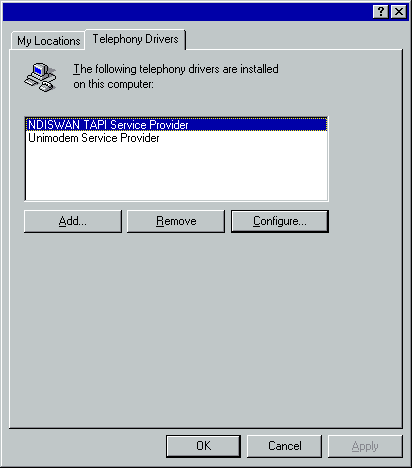 My Locations
Telephony Drivers
The following telephony drivers are installed
on this computer:
NDISWAN TAPI Service Provider
Unimodem Service Provider
Add...
Remove
Configure...
OK
Cancel
Apply